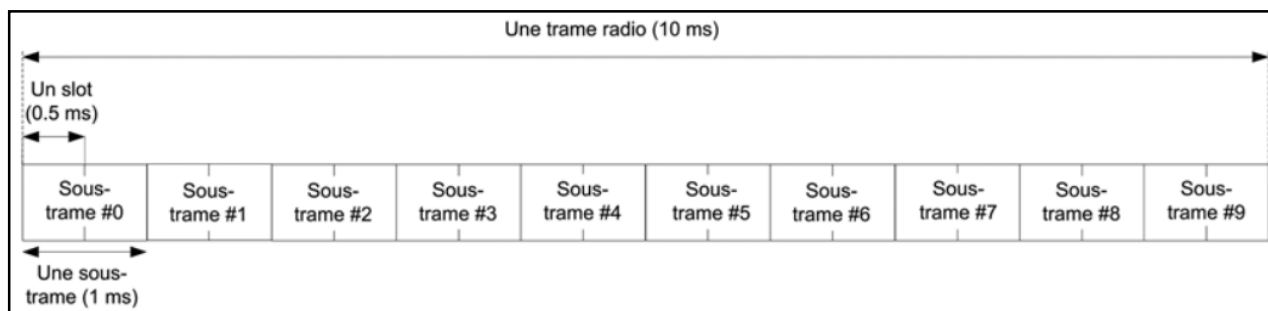 Une trame radio (10 ms)
Un slot
(0.5 ms)
Sous-
trame #0
Sous-
trame #1
Sous-
trame #2
Sous-
trame #3
Sous-
trame #4
Sous-
trame #5
Sous-
trame #6
Sous-
trame #7
Sous-
trame #8
Sous-
trame #9
Une sous-
trame (1 ms)